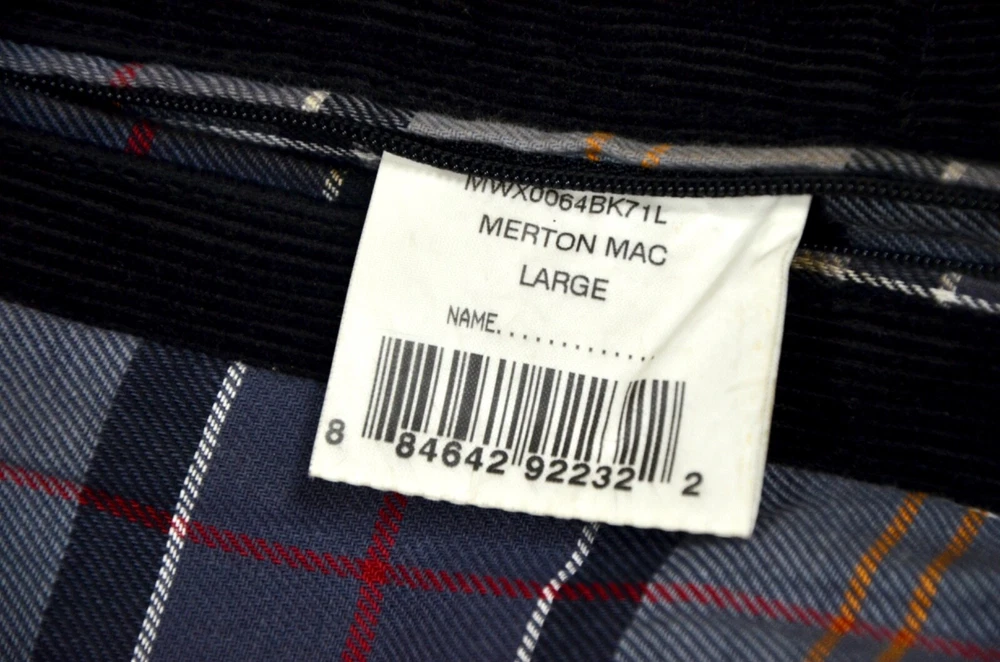 MWX0064BK71L
MERTON MAC
LARGE
NAME.............
8 84642 92232 2